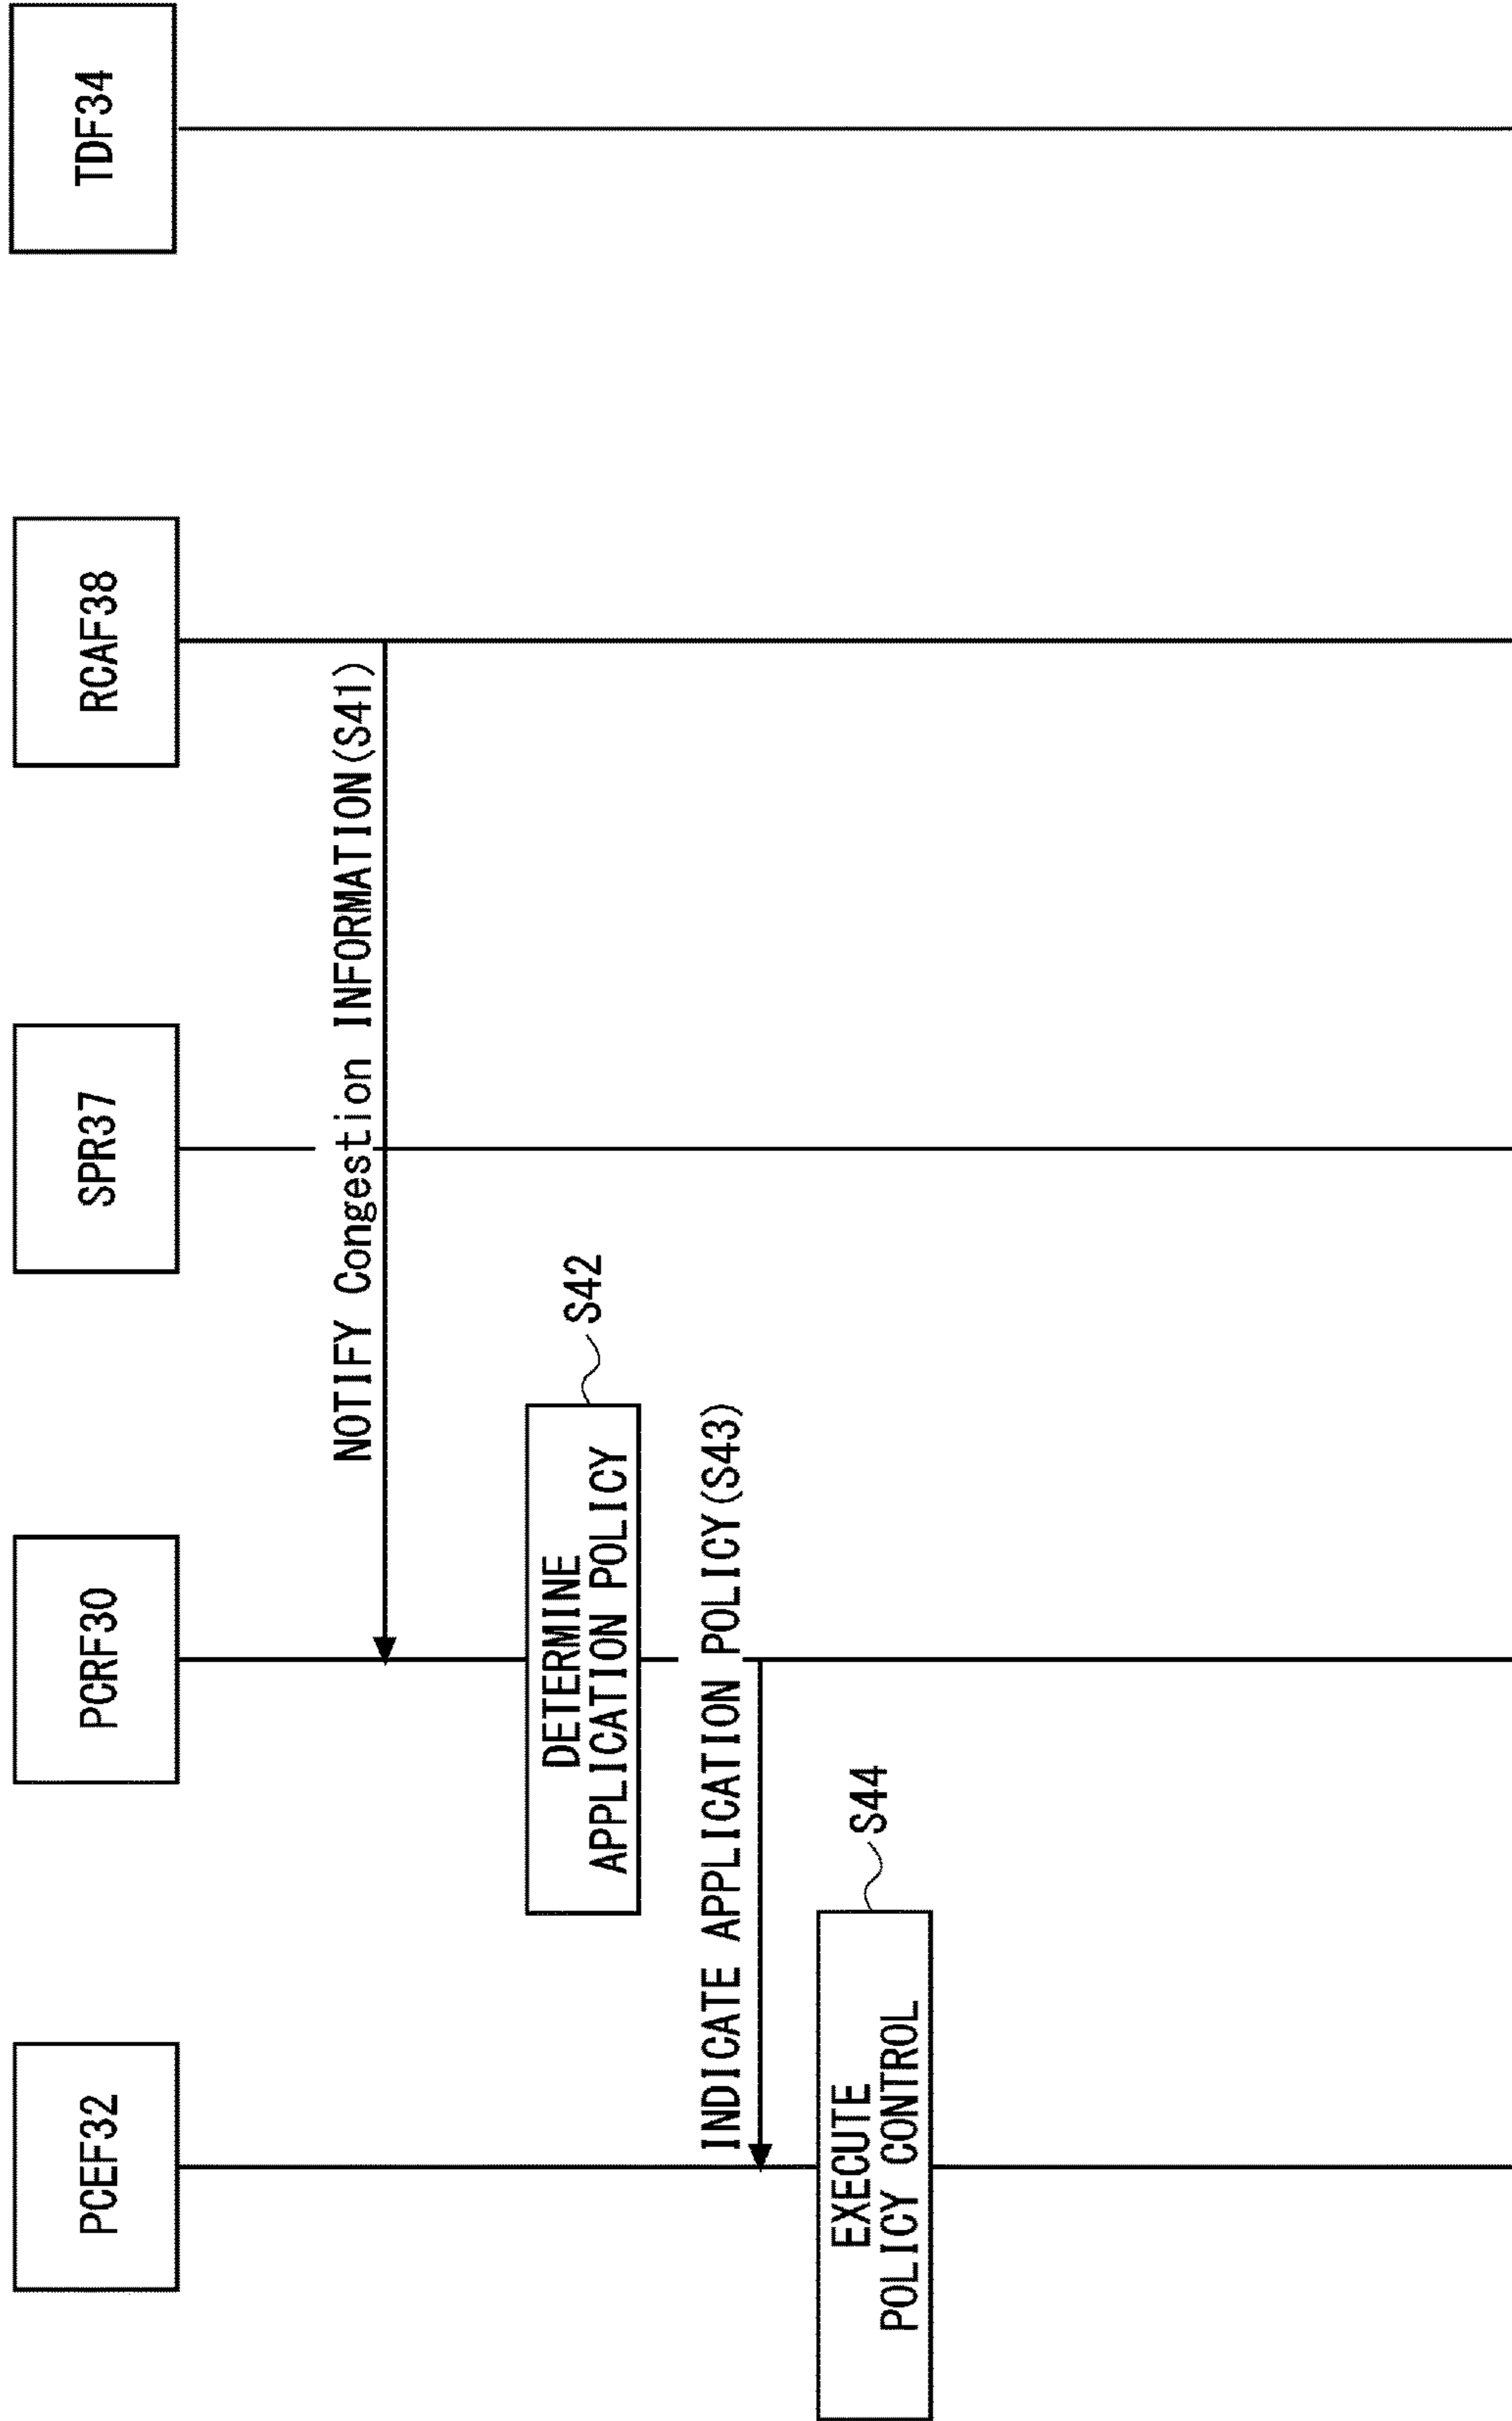 PCEF32
PCRF30
SPR37
RCAF38
TDF34
NOTIFY Congestion INFORMATION(S41)
DETERMINE
APPLICATION POLICY
S42
INDICATE APPLICATION POLICY(S43)
EXECUTE
POLICY CONTROL
S44